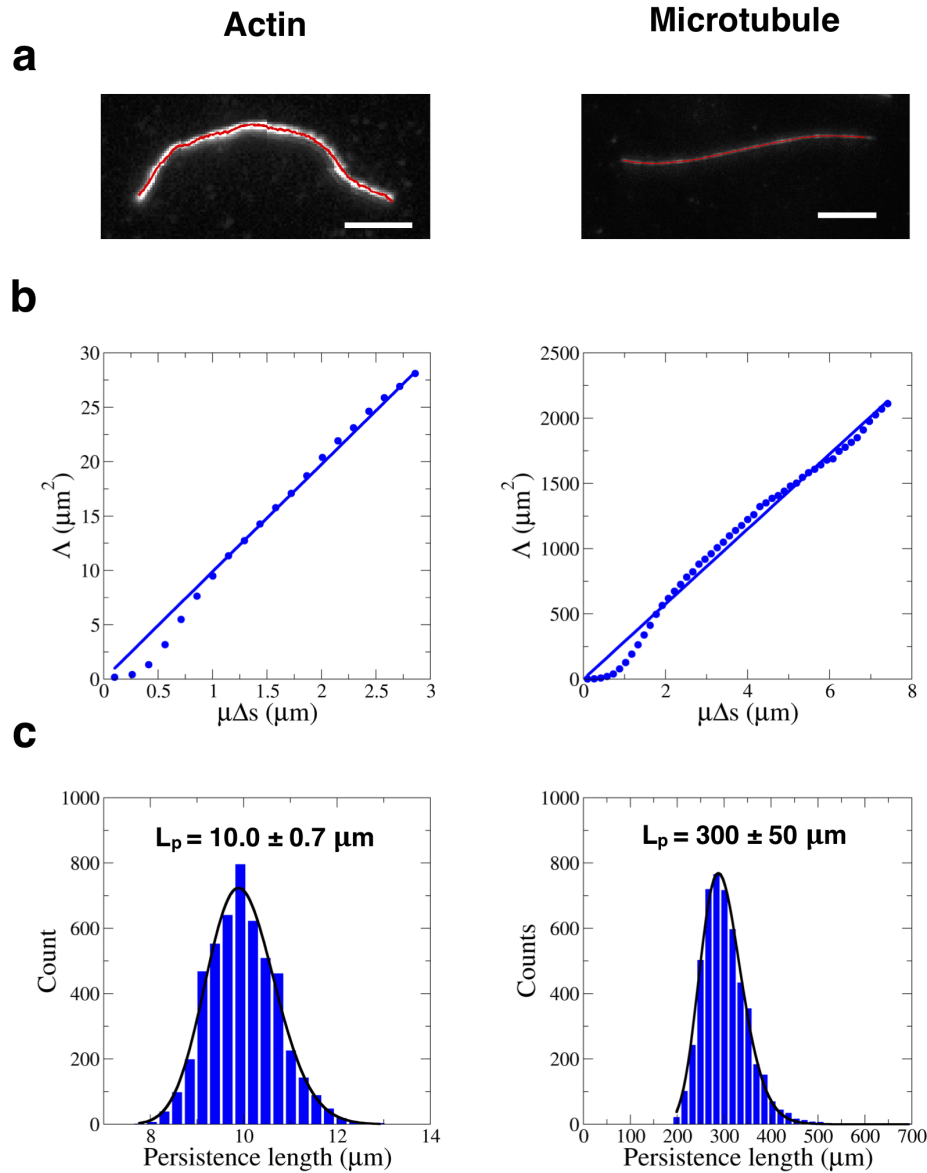 Actin Microtubule
a
b
30
25
20
15
10
5
0
Λ (μm²)
0 0.5 1 1.5 2 2.5 3
μΔs (μm)
2500
2000
1500
1000
500
0
Λ (μm²)
0 2 4 6 8
μΔs (μm)
c
1000
800
600
400
200
0
Count
Lp = 10.0 ± 0.7 μm
8 10 12 14
Persistence length (μm)
1000
800
600
400
200
0
Counts
Lp = 300 ± 50 μm
0 100 200 300 400 500 600 700
Persistence length (μm)